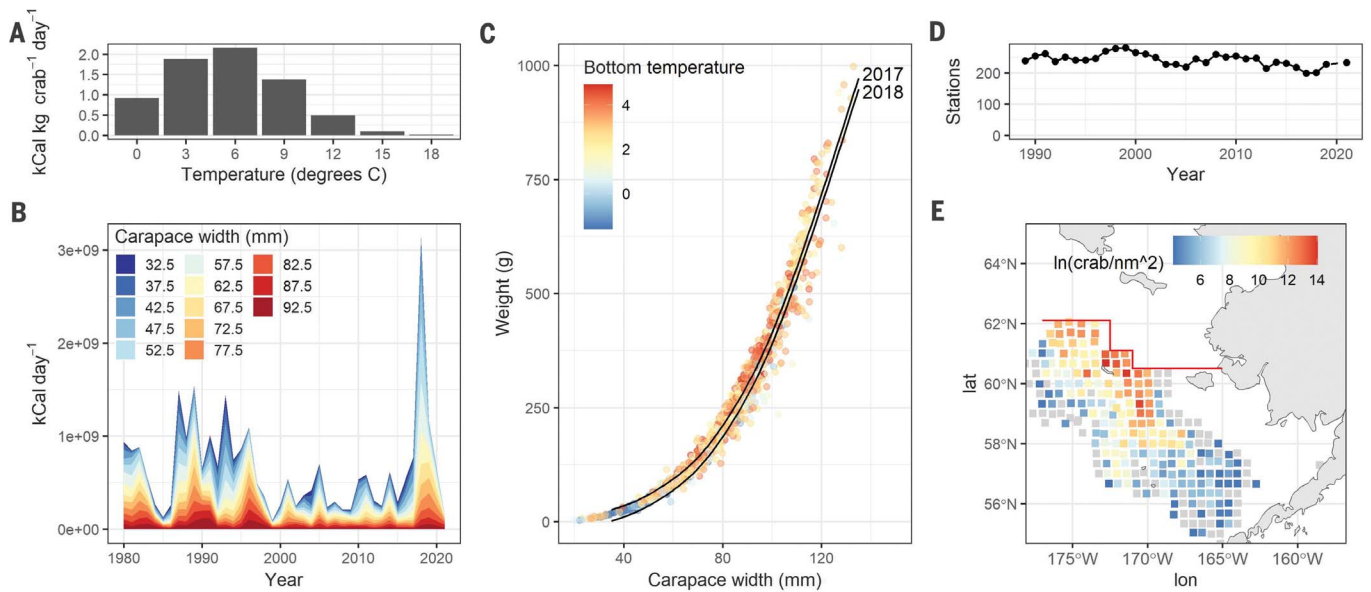 A
kCal kg crab⁻¹ day⁻¹
2.0
1.5
1.0
0.5
0.0
0 3 6 9 12 15 18
Temperature (degrees C)
B
Carapace width (mm)
32.5 57.5 82.5
37.5 62.5 87.5
42.5 67.5 92.5
47.5 72.5
52.5 77.5
kCal day⁻¹
3e+09
2e+09
1e+09
0e+00
1980 1990 2000 2010 2020
Year
C
Bottom temperature
4
2
0
2017
2018
Weight (g)
1000
750
500
250
0
40 80 120
Carapace width (mm)
D
Stations
200
100
0
1990 2000 2010 2020
Year
E
ln(crab/nm^2)
6 8 10 12 14
lat
64°N
62°N
60°N
58°N
56°N
175°W 170°W 165°W 160°W
lon